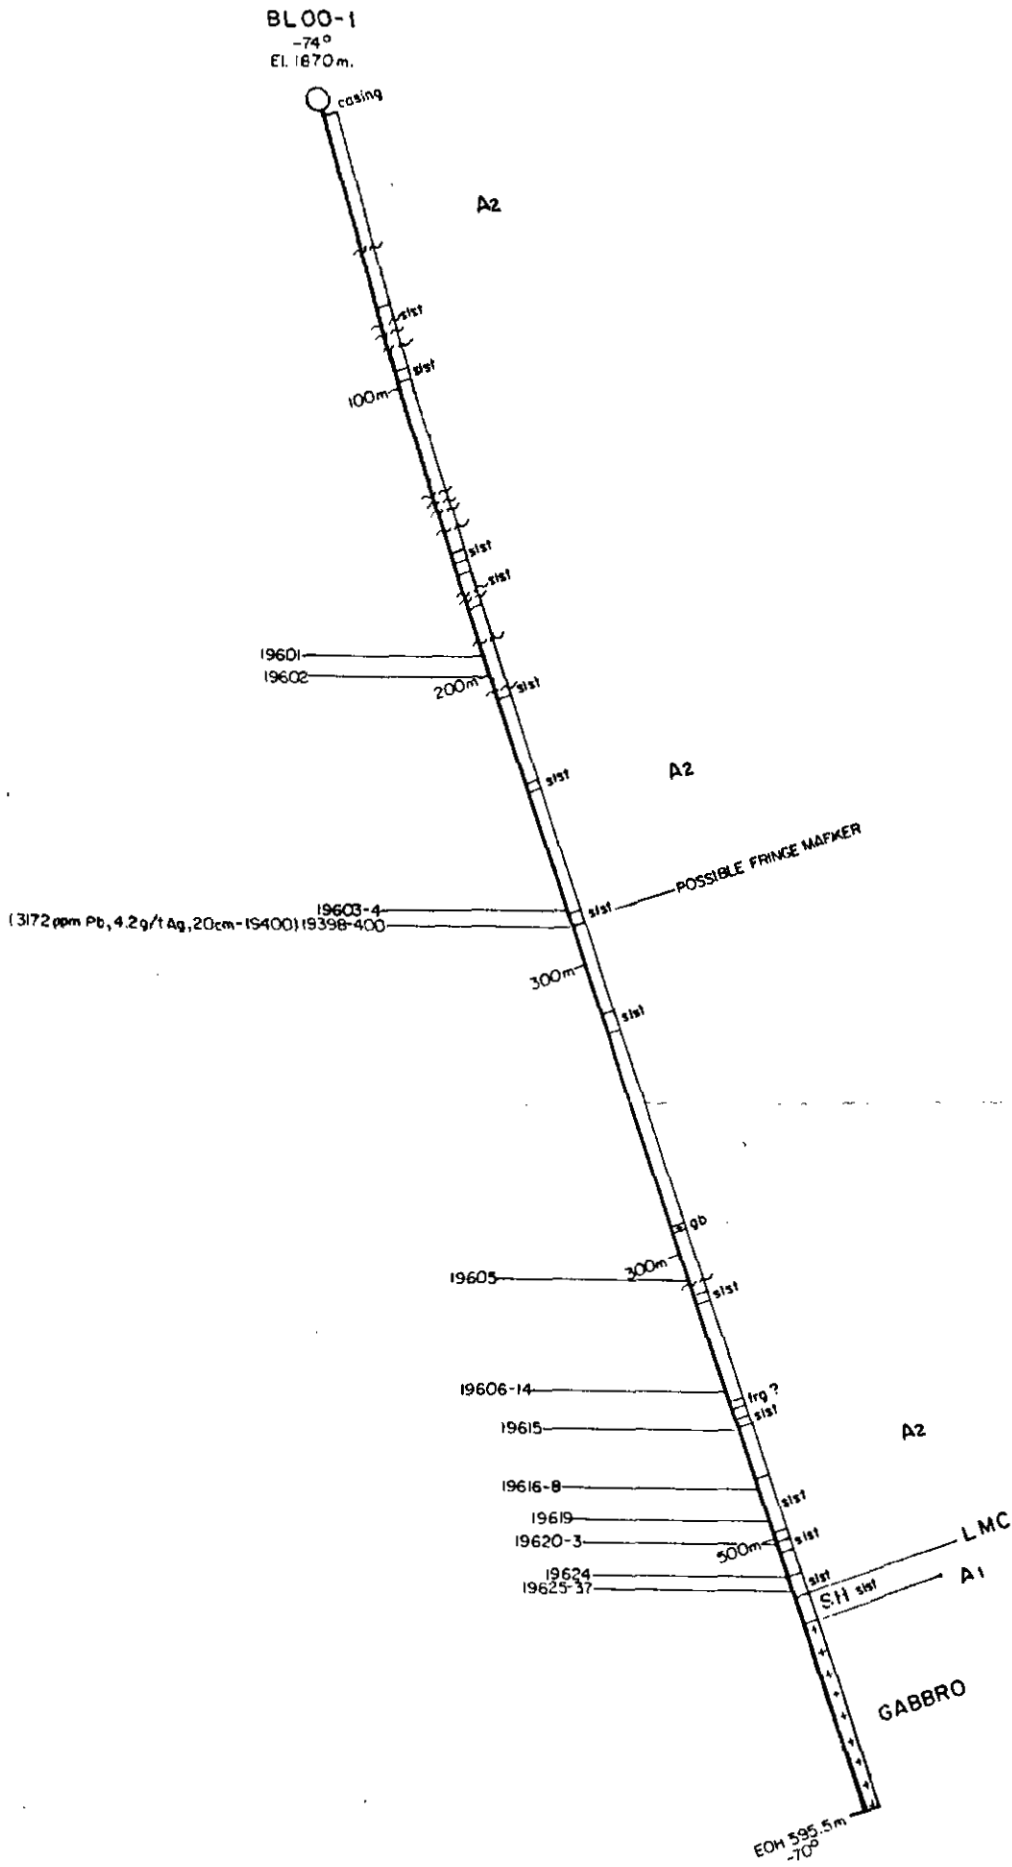 BL00-1
-74°
El. 1870m.
casing
A2
slst
slst
100m
slst
slst
19601
19602
200m
slst
A2
slst
POSSIBLE FRINGE MARKER
19603-4
slst
(3172ppm Pb, 4.2g/t Ag, 20cm-19400) 19398-400
300m
slst
gb
300m
19605
slst
19606-14
frg ?
slst
19615
A2
19616-8
slst
19619
slst
LMC
500m
19620-3
19624
slst
A1
19625-37
S.H slst
GABBRO
EOH 595.5m
-70°